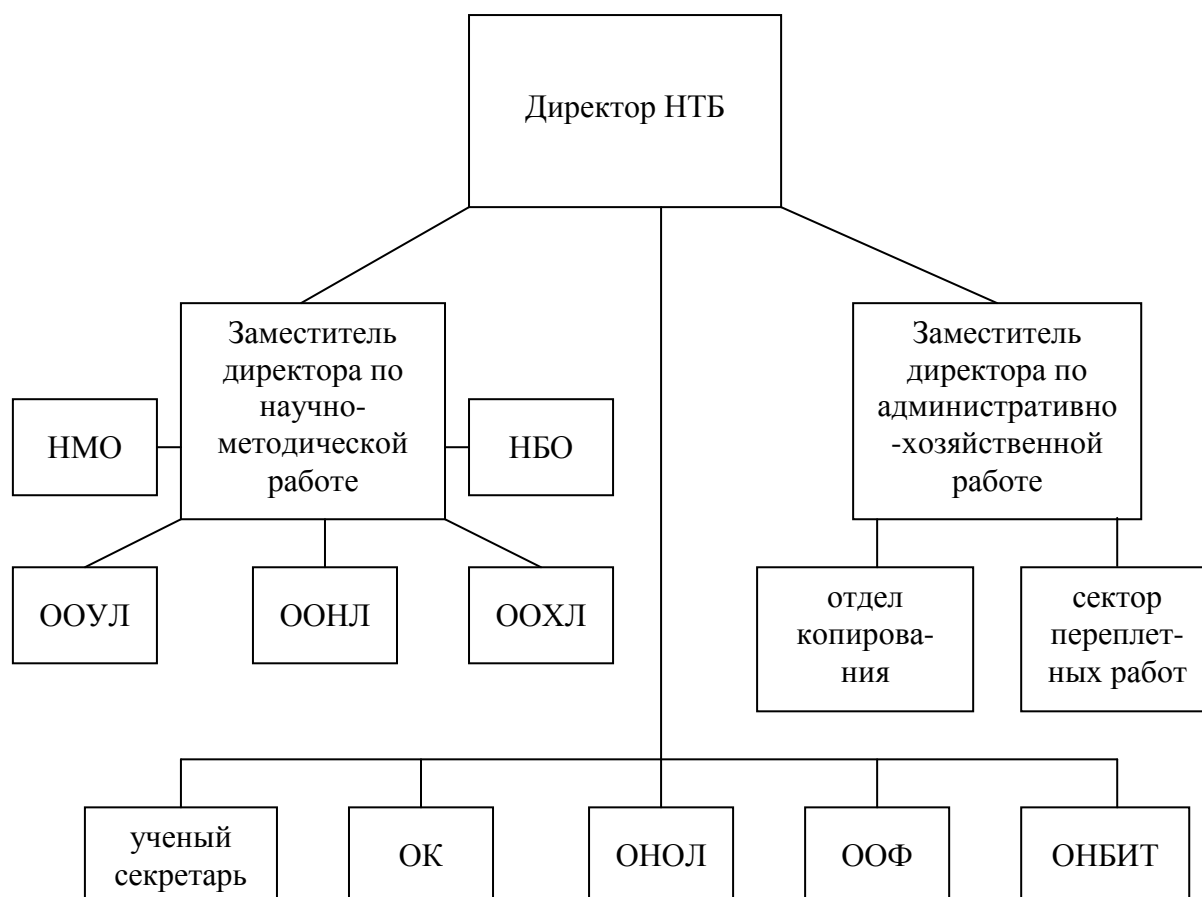 Директор НТБ
Заместитель
директора по
научно-
методической
работе
Заместитель
директора по
административно
-хозяйственной
работе
НМО
НБО
ООУЛ
ООНЛ
ООХЛ
отдел
копирова-
ния
сектор
переплет-
ных работ
ученый
секретарь
ОК
ОНОЛ
ООФ
ОНБИТ